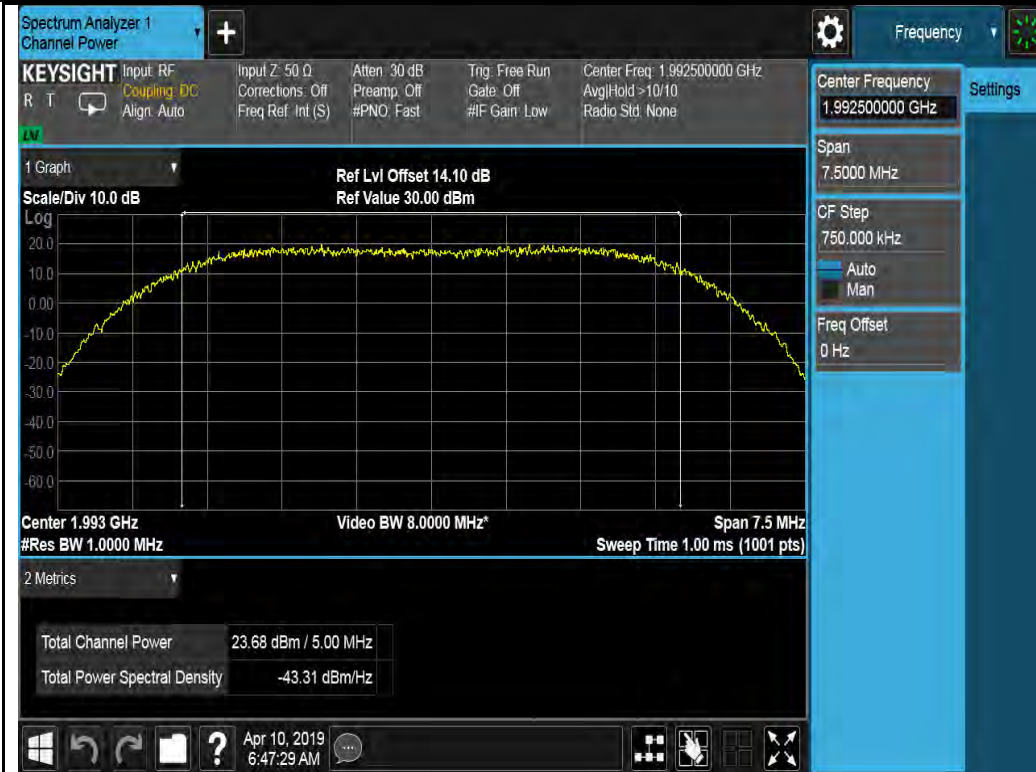 Spectrum Analyzer 1
Channel Power
+
Frequency
KEYSIGHT
R T
Input: RF
Coupling: DC
Align: Auto
Input Z: 50 Ω
Corrections: Off
Freq Ref: Int (S)
Atten: 30 dB
Preamp: Off
#PNO: Fast
Trig: Free Run
Gate: Off
#IF Gain: Low
Center Freq: 1.992500000 GHz
Avg|Hold >10/10
Radio Std: None
1 Graph
Scale/Div 10.0 dB
Ref Lvl Offset 14.10 dB
Ref Value 30.00 dBm
Log
20.0
10.0
0.00
-10.0
-20.0
-30.0
-40.0
-50.0
-60.0
Center 1.993 GHz
#Res BW 1.0000 MHz
Video BW 8.0000 MHz*
Span 7.5 MHz
Sweep Time 1.00 ms (1001 pts)
2 Metrics
Total Channel Power 23.68 dBm / 5.00 MHz
Total Power Spectral Density -43.31 dBm/Hz
Center Frequency
1.992500000 GHz
Settings
Span
7.5000 MHz
CF Step
750.000 kHz
Auto
Man
Freq Offset
0 Hz
?
Apr 10, 2019
6:47:29 AM